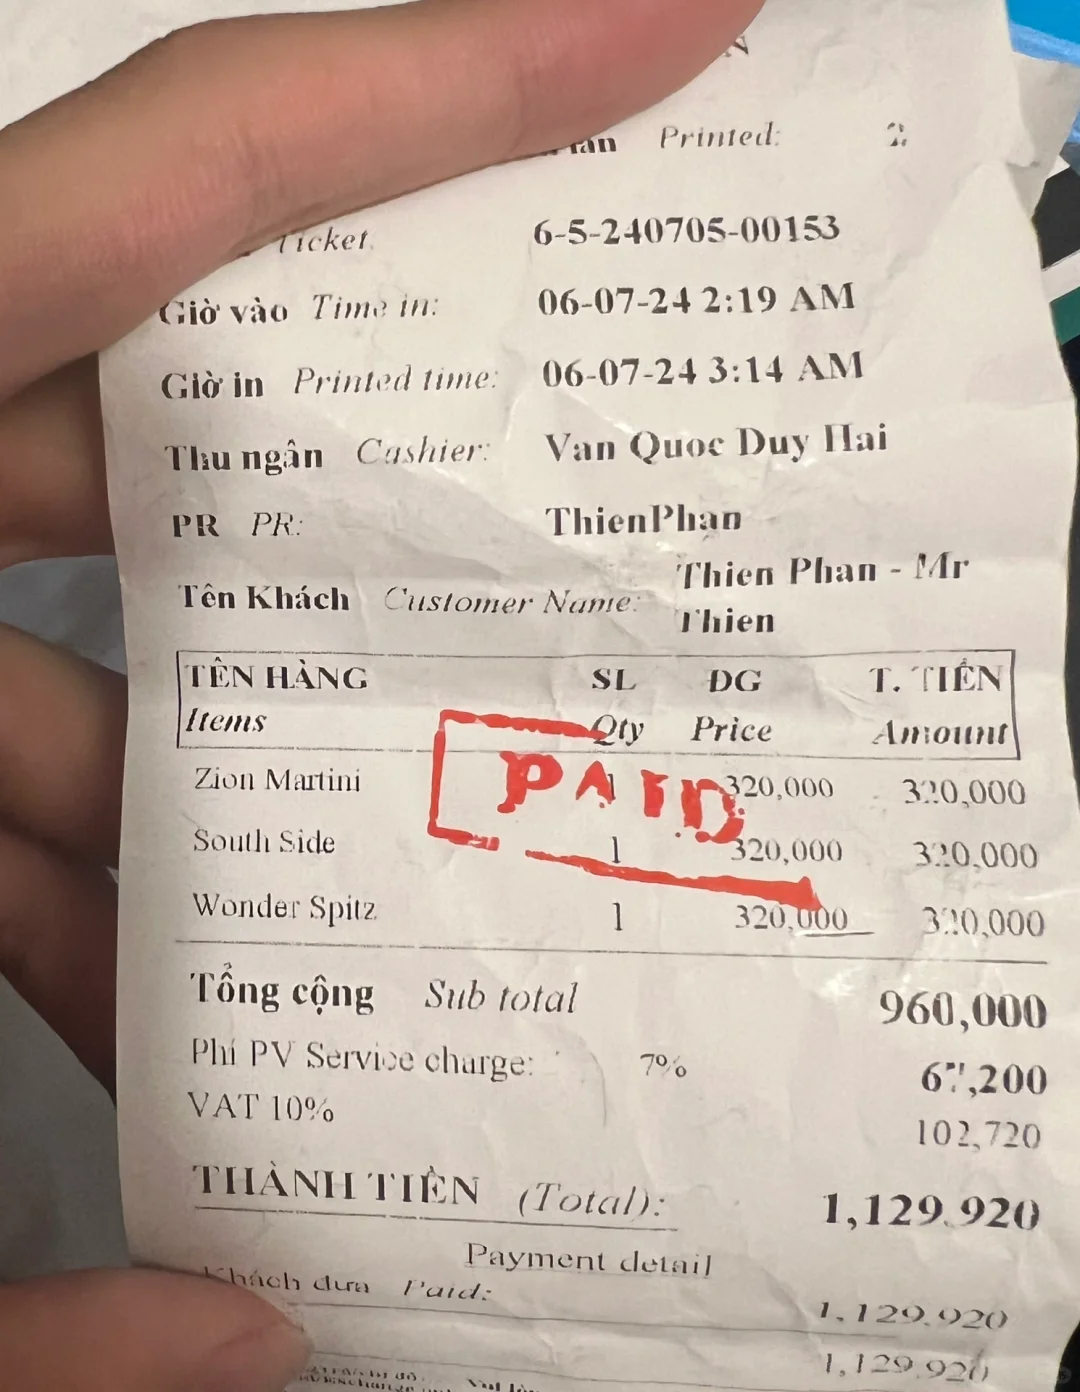 Printed:
Ticket
6-5-240705-00153
Giờ vào Time in: 06-07-24 2:19 AM
Giờ in Printed time: 06-07-24 3:14 AM
Thu ngân Cashier: Van Quoc Duy Hai
PR PR: ThienPhan
Tên Khách Customer Name: Thien Phan - Mr
Thien
TÊN HÀNG SL ĐG T. TIỀN
Items Qty Price Amount
PAID
Zion Martini 1 320,000 320,000
South Side 1 320,000 320,000
Wonder Spitz 1 320,000 320,000
Tổng cộng Sub total 960,000
Phí PV Service charge: 7% 67,200
VAT 10% 102,720
THÀNH TIỀN (Total): 1,129,920
Payment detail
Khách đưa Paid: 1,129,920
1,129,920